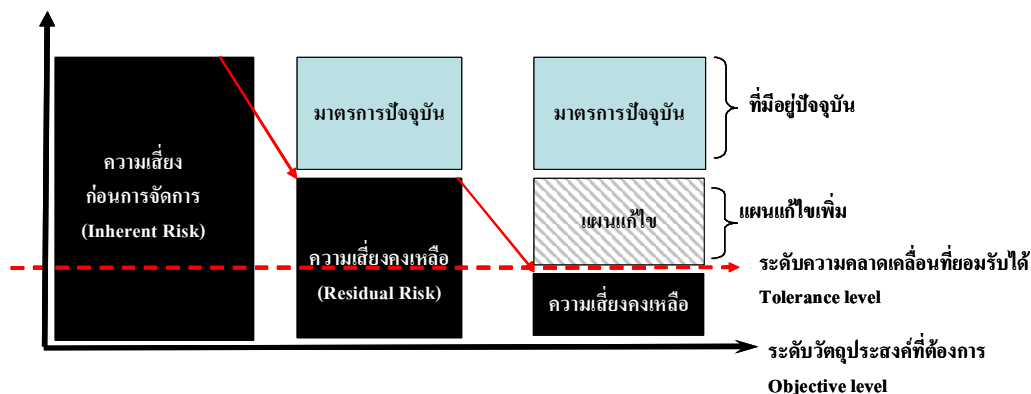 ความเสี่ยง
ก่อนการจัดการ
(Inherent Risk)
มาตรการปัจจุบัน
ความเสี่ยงคงเหลือ
(Residual Risk)
มาตรการปัจจุบัน
แผนแก้ไข
ความเสี่ยงคงเหลือ
ที่มีอยู่ปัจจุบัน
แผนแก้ไขเพิ่ม
ระดับความคลาดเคลื่อนที่ยอมรับได้
Tolerance level
ระดับวัตถุประสงค์ที่ต้องการ
Objective level